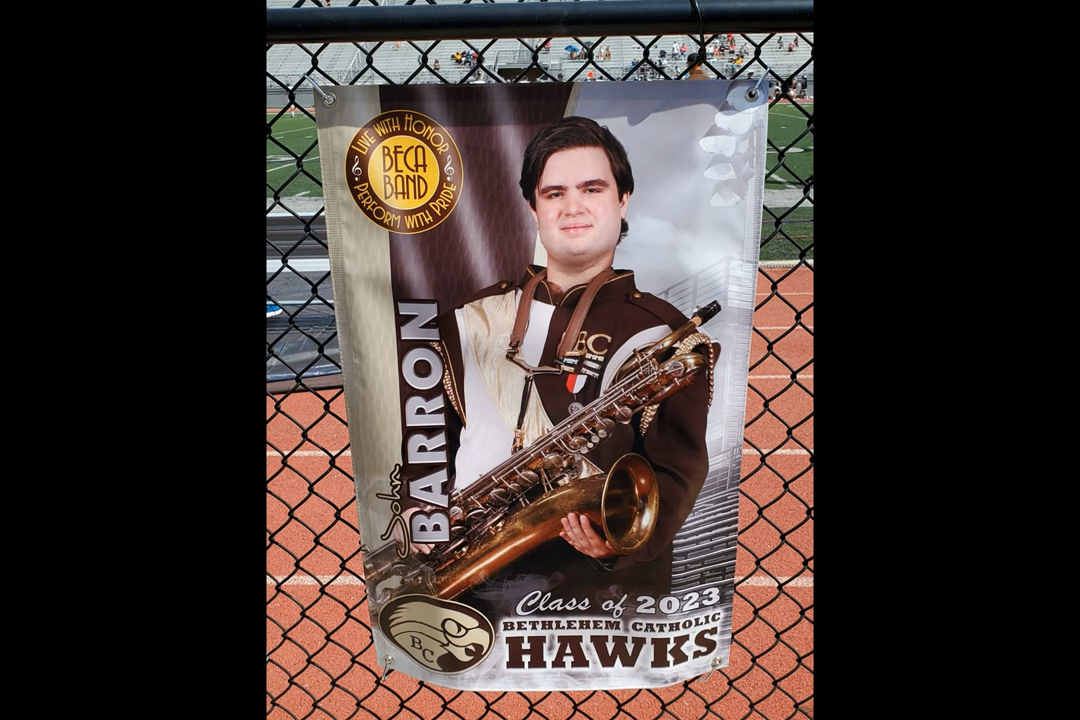 LIVE WITH HONOR
BECA
BAND
PERFORM WITH PRIDE
John
BARRON
BC
Class of 2023
BETHLEHEM CATHOLIC
HAWKS
BC